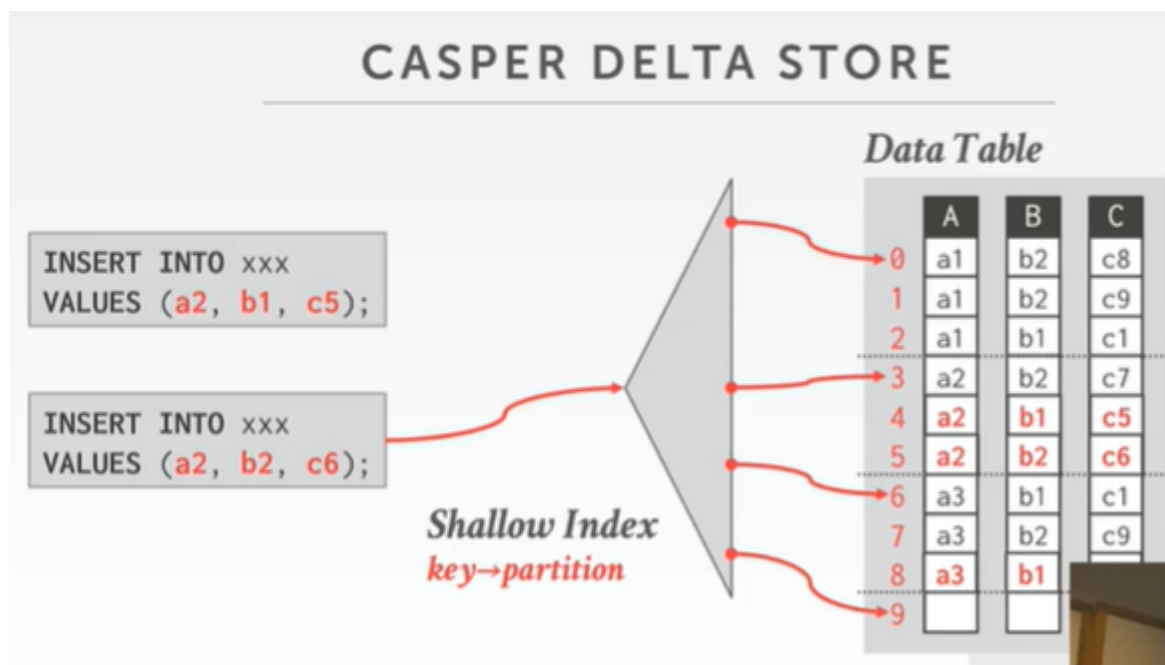 CASPER DELTA STORE
Data Table
INSERT INTO xxx
VALUES (a2, b1, c5);
INSERT INTO xxx
VALUES (a2, b2, c6);
Shallow Index
key→partition
A B C
0 a1 b2 c8
1 a1 b2 c9
2 a1 b1 c1
3 a2 b2 c7
4 a2 b1 c5
5 a2 b2 c6
6 a3 b1 c1
7 a3 b2 c9
8 a3 b1
9